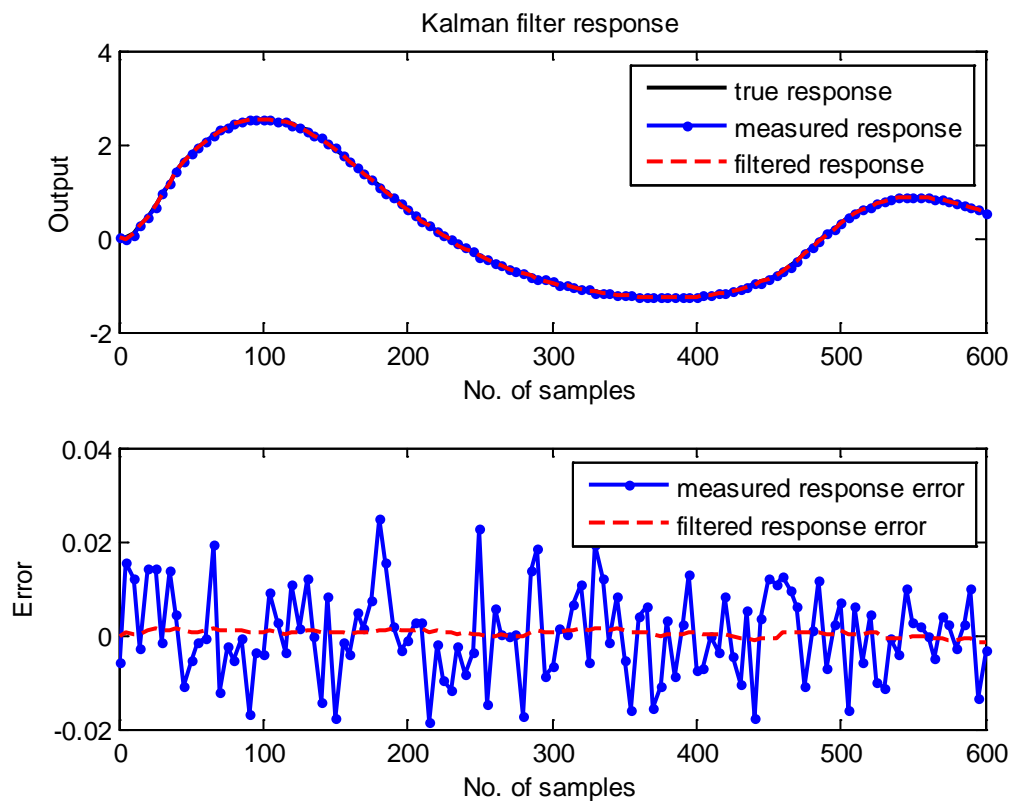 Kalman filter response
4
2
0
-2
Output
true response
measured response
filtered response
0 100 200 300 400 500 600
No. of samples
0.04
0.02
0
-0.02
Error
measured response error
filtered response error
0 100 200 300 400 500 600
No. of samples